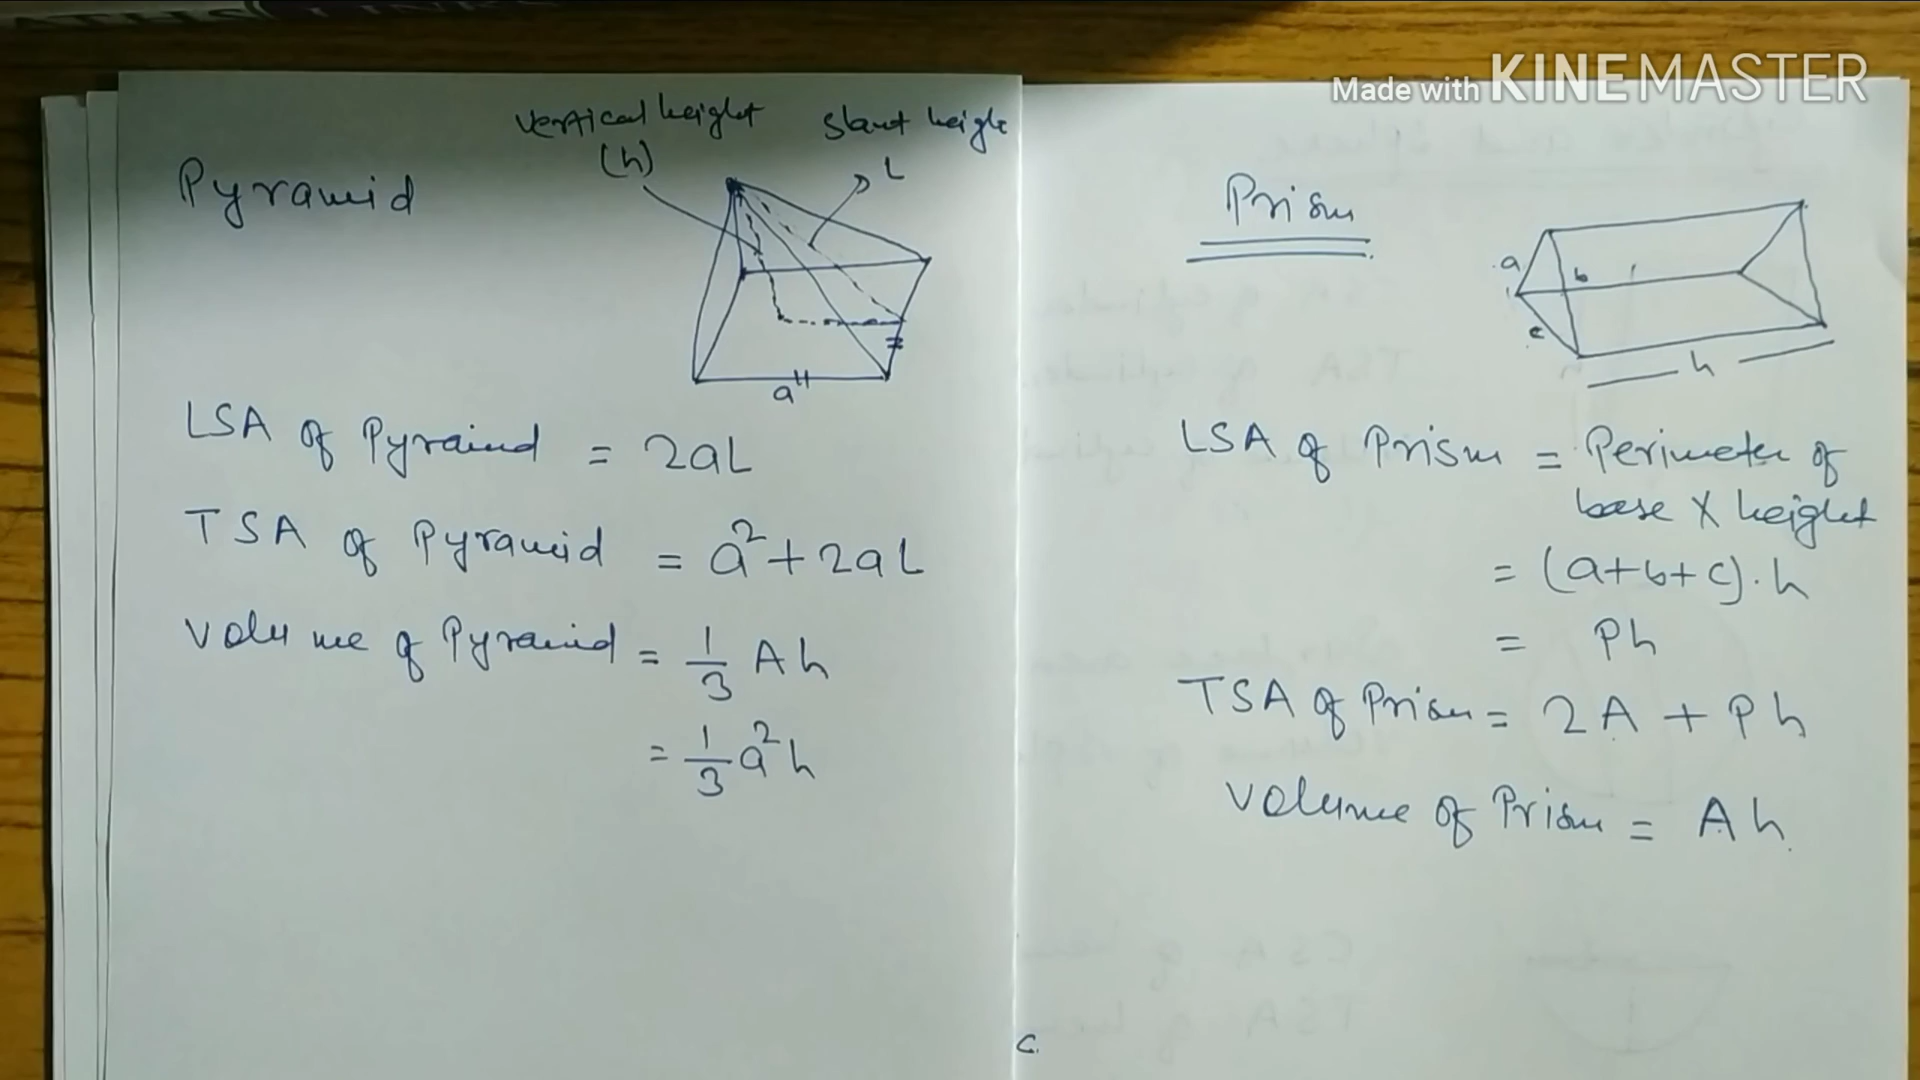 Made with KINEMASTER
vertical height
(h)
slant heigh
L
Pyramid
a
LSA of Pyramid = 2aL
TSA of Pyramid = a² + 2aL
Volume of Pyramid = 1/3 Ah
= 1/3 a²h
Prism
a
b
c
h
LSA of Prism = Perimeter of
base X height
= (a+b+c).h
= Ph
TSA of Prism = 2A + Ph
Volume of Prism = Ah
c.